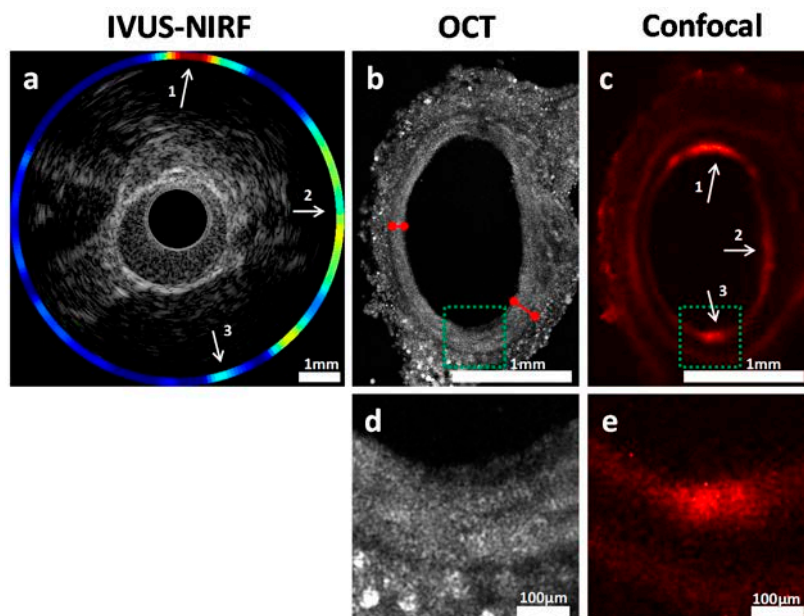 IVUS-NIRF OCT Confocal
a b c
1 1
2 2
3 3
1mm 1mm 1mm
d e
100µm 100µm